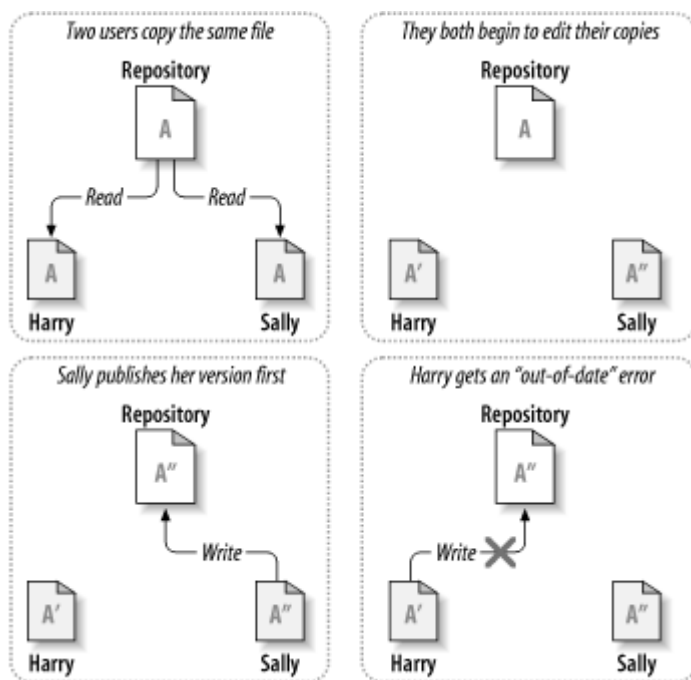 Two users copy the same file
Repository
A
Read
Read
A
A
Harry
Sally
They both begin to edit their copies
Repository
A
A′
A″
Harry
Sally
Sally publishes her version first
Repository
A″
Write
A′
A″
Harry
Sally
Harry gets an “out-of-date” error
Repository
A″
Write
A′
A″
Harry
Sally